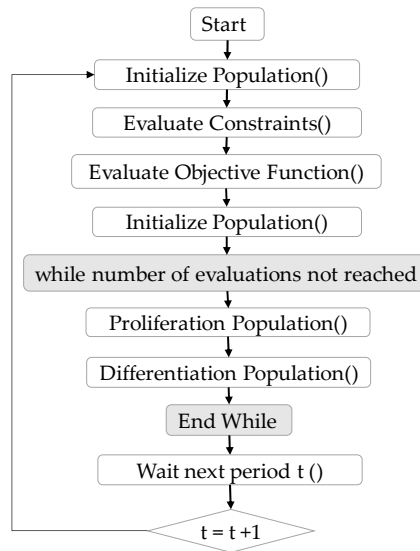 Start
Initialize Population()
Evaluate Constraints()
Evaluate Objective Function()
Initialize Population()
while number of evaluations not reached
Proliferation Population()
Differentiation Population()
End While
Wait next period t ()
t = t +1